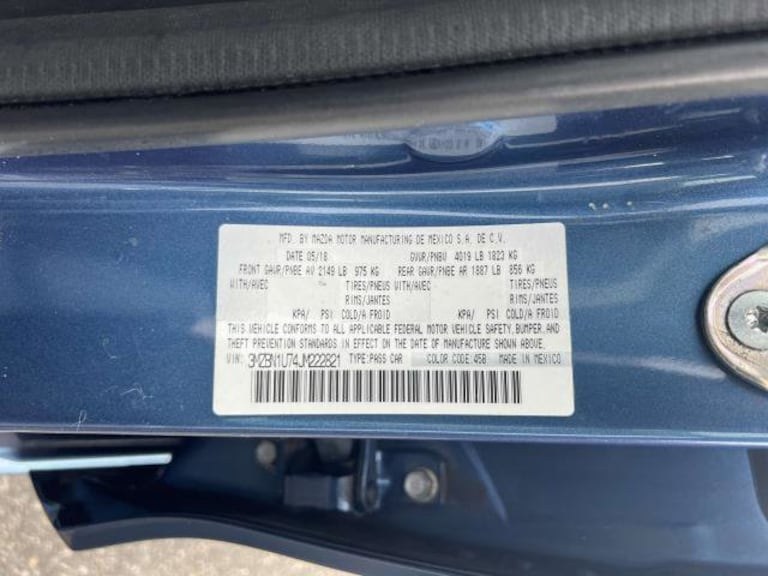 MFD. BY MAZDA MOTOR MANUFACTURING DE MEXICO S.A. DE C.V.
DATE 05/18 GVWR/PNBV 4019 LB 1823 KG
FRONT GAWR/PNBE AV 2149 LB 975 KG REAR GAWR/PNBE AR 1887 LB 856 KG
WITH/AVEC TIRES/PNEUS WITH/AVEC TIRES/PNEUS
RIMS/JANTES RIMS/JANTES
KPA/ PSI COLD/A FROID KPA/ PSI COLD/A FROID
THIS VEHICLE CONFORMS TO ALL APPLICABLE FEDERAL MOTOR VEHICLE SAFETY, BUMPER, AND
THEFT PREVENTION STANDARDS IN EFFECT ON THE DATE OF MANUFACTURE SHOWN ABOVE.
VIN: 3MZBN1U74JM222821 TYPE:PASS CAR COLOR CODE:45B MADE IN MEXICO